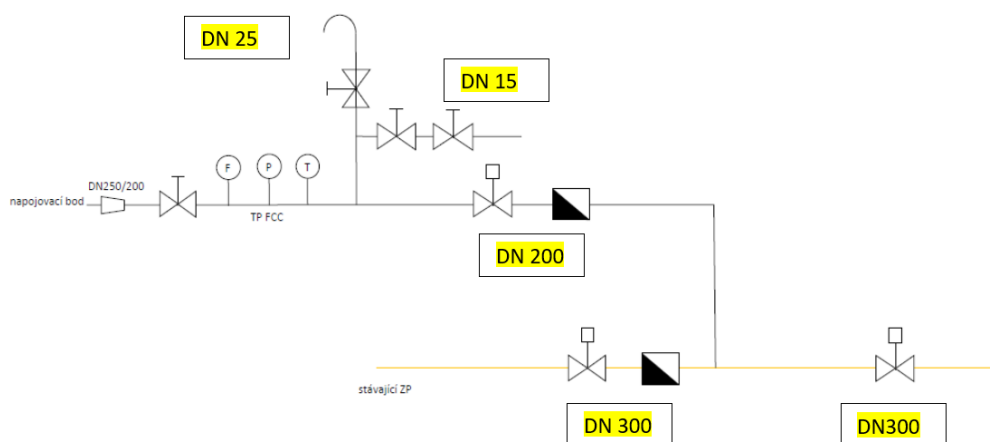 DN 25
DN 15
F
P
T
DN250/200
napojovací bod
TP FCC
DN 200
stávající ZP
DN 300
DN300